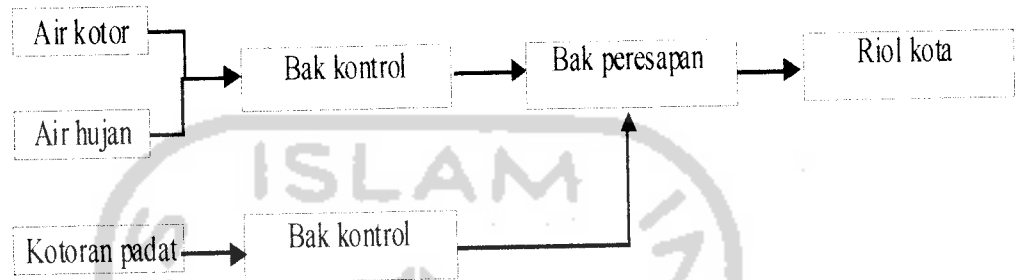 Air kotor
Bak kontrol
Bak peresapan
Riol kota
Air hujan
ISLAM
Kotoran padat
Bak kontrol